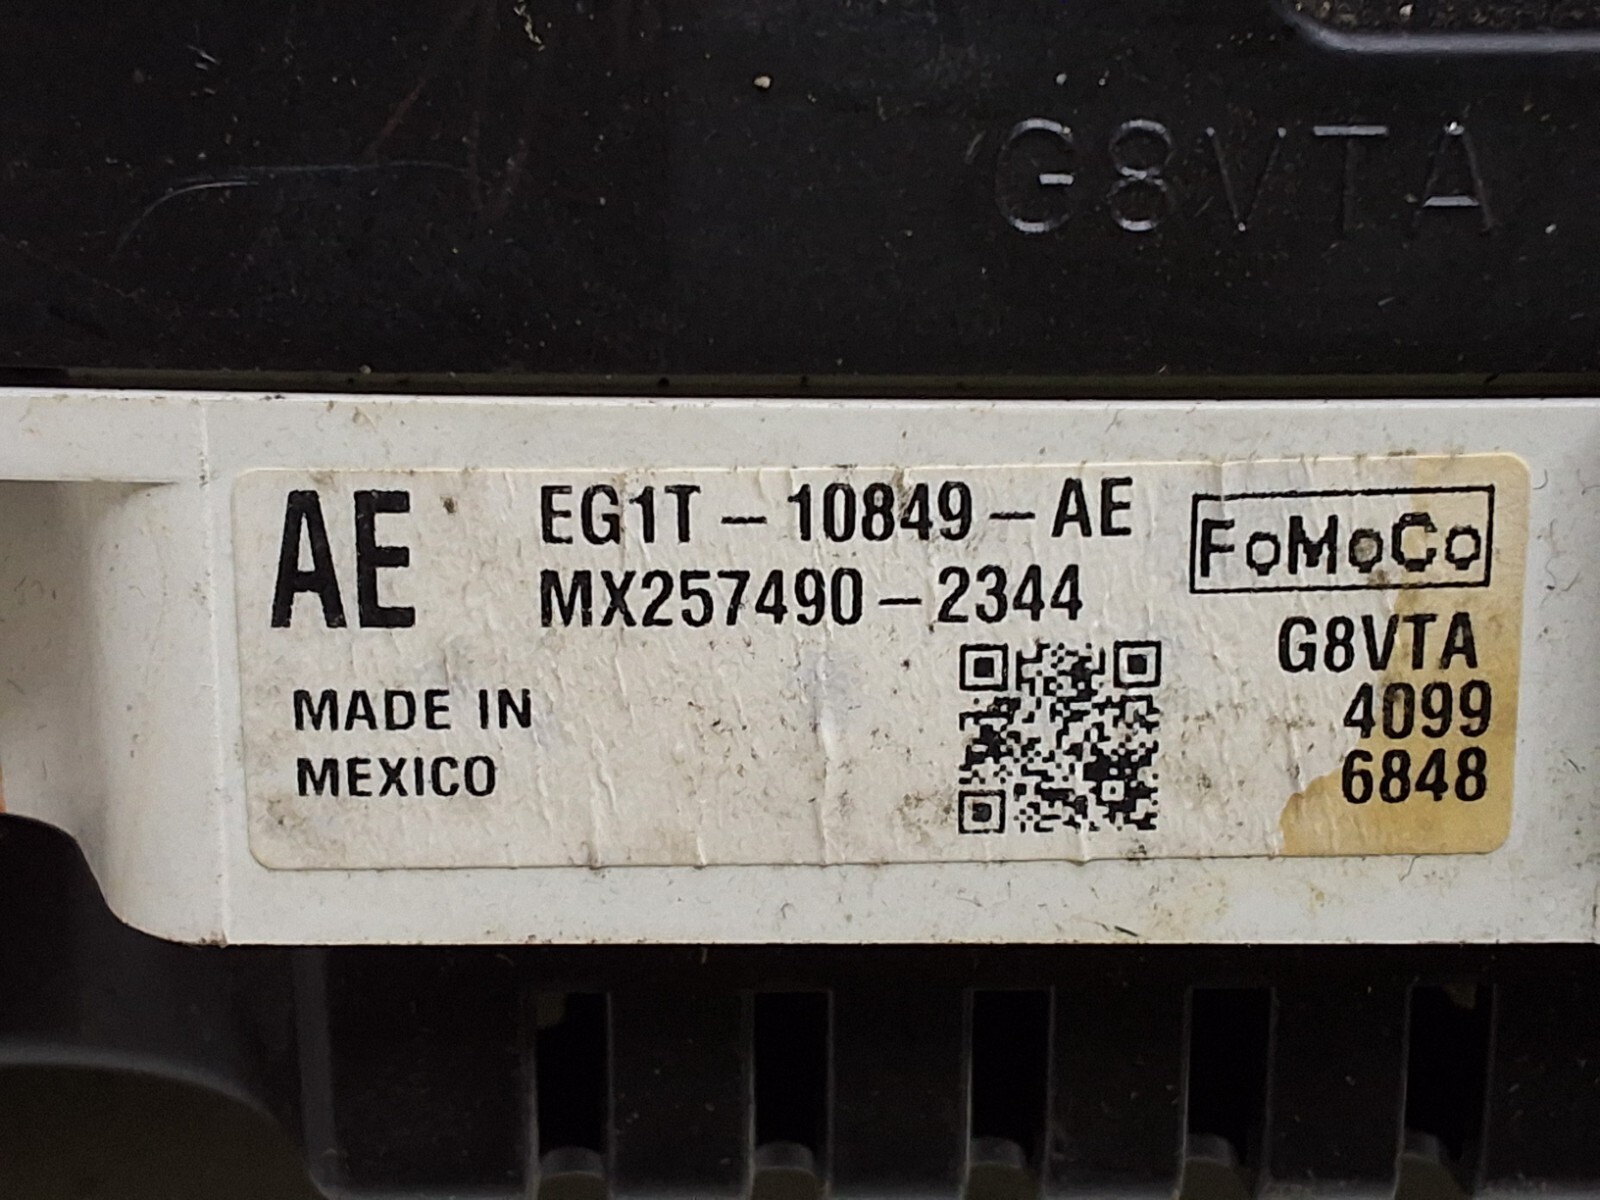 G8VTA
AE
EG1T-10849-AE
MX257490-2344
FoMoCo
G8VTA
4099
6848
MADE IN
MEXICO